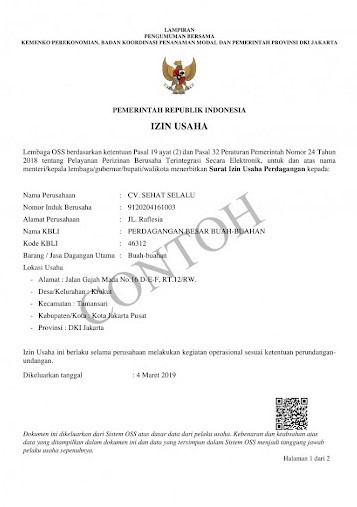 LAMPIRAN
PENGUMUMAN BERSAMA
KEMENKO PEREKONOMIAN, BADAN KOORDINASI PENANAMAN MODAL DAN PEMERINTAH PROVINSI DKI JAKARTA
PEMERINTAH REPUBLIK INDONESIA
IZIN USAHA
Lembaga OSS berdasarkan ketentuan Pasal 19 ayat (2) dan Pasal 32 Peraturan Pemerintah Nomor 24 Tahun
2018 tentang Pelayanan Perizinan Berusaha Terintegrasi Secara Elektronik, untuk dan atas nama
menteri/kepala lembaga/gubernur/bupati/walikota menerbitkan Surat Izin Usaha Perdagangan kepada:
Nama Perusahaan : CV. SEHAT SELALU
Nomor Induk Berusaha : 9120204161003
Alamat Perusahaan : JL. Raflesia
Nama KBLI : PERDAGANGAN BESAR BUAH-BUAHAN
Kode KBLI : 46312
Barang / Jasa Dagangan Utama : Buah-buahan
Lokasi Usaha
- Alamat : Jalan Gajah Mada No.16 D-E-F, RT.12/RW.
- Desa/Kelurahan : Krukut
- Kecamatan : Tamansari
- Kabupaten/Kota : Kota Jakarta Pusat
- Provinsi : DKI Jakarta
CONTOH
Izin Usaha ini berlaku selama perusahaan melakukan kegiatan operasional sesuai ketentuan perundangan-
undangan.
Dikeluarkan tanggal : 4 Maret 2019
Dokumen ini dikeluarkan dari Sistem OSS atas dasar data dari pelaku usaha. Kebenaran dan keabsahan atas
data yang ditampilkan dalam dokumen ini dan data yang tersimpan dalam Sistem OSS menjadi tanggung jawab
pelaku usaha sepenuhnya.
Halaman 1 dari 2